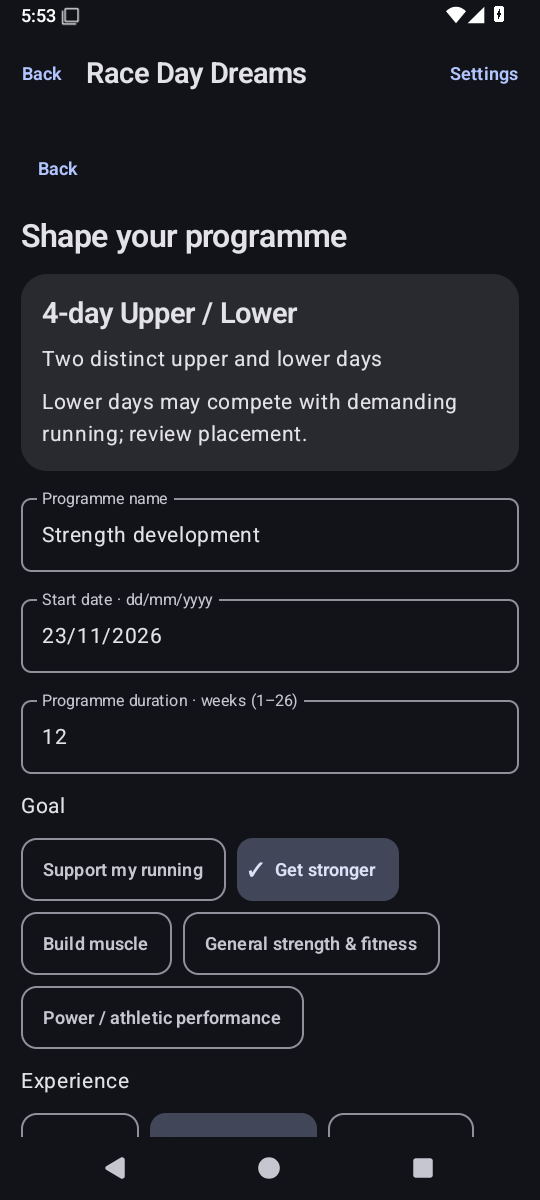 5:53
Back Race Day Dreams Settings
Back
Shape your programme
4-day Upper / Lower
Two distinct upper and lower days
Lower days may compete with demanding
running; review placement.
Programme name
Strength development
Start date · dd/mm/yyyy
23/11/2026
Programme duration · weeks (1–26)
12
Goal
Support my running
✓ Get stronger
Build muscle
General strength & fitness
Power / athletic performance
Experience